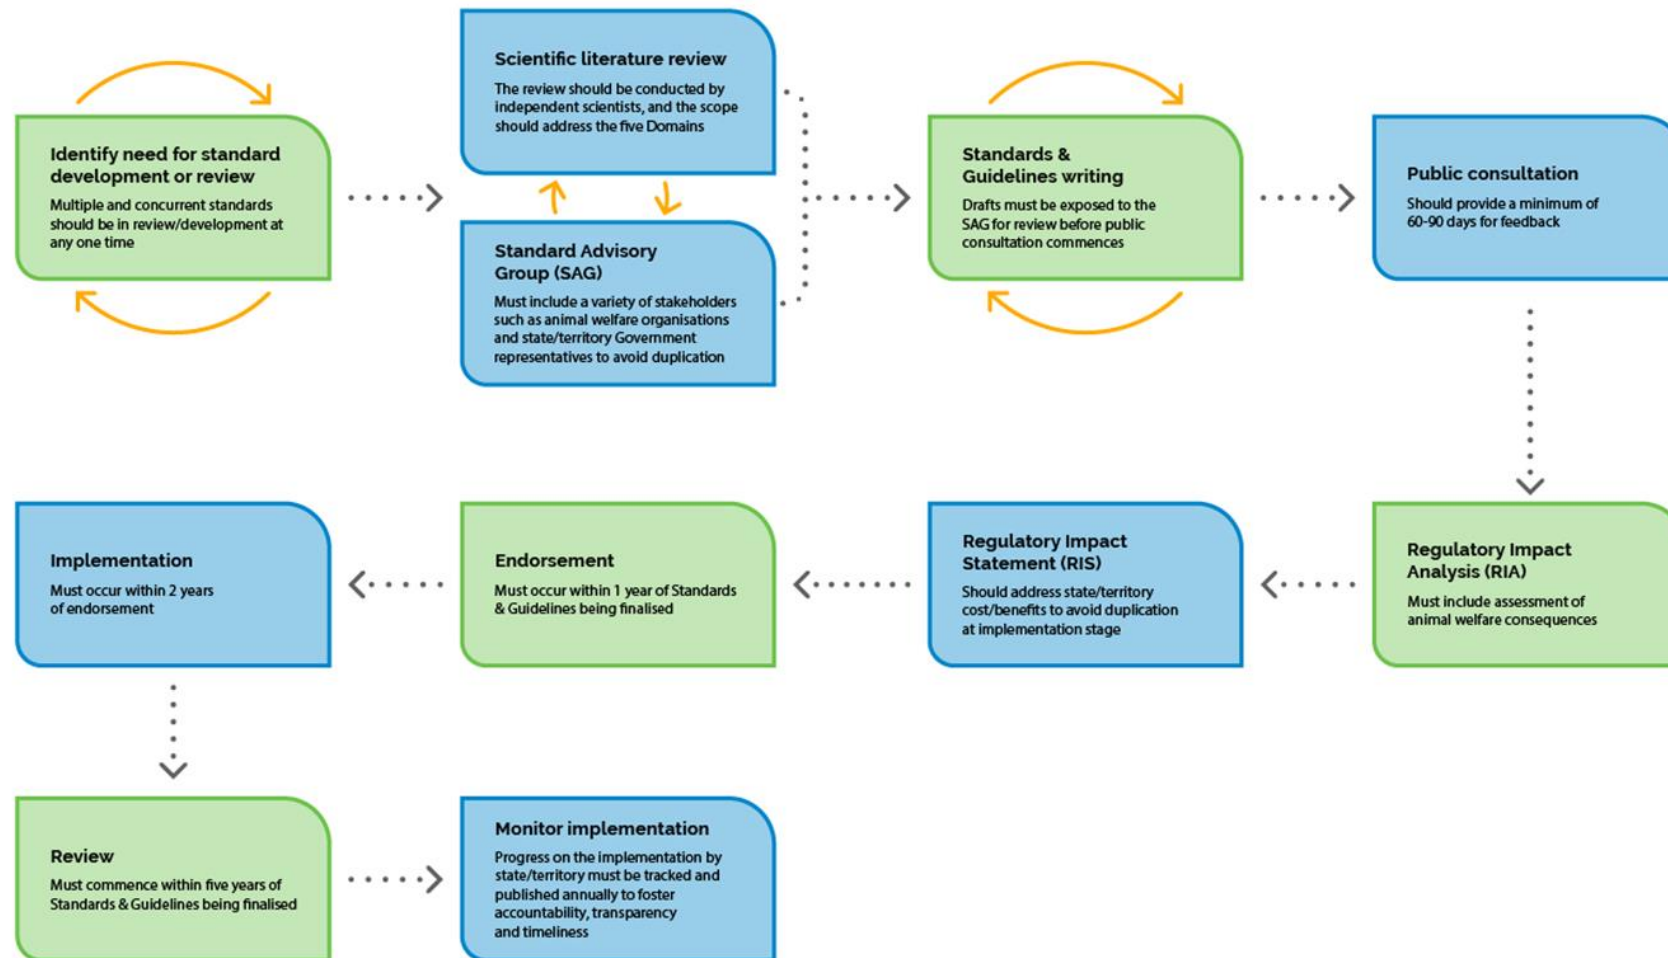 Identify need for standard
development or review
Multiple and concurrent standards
should be in review/development at
any one time
Scientific literature review
The review should be conducted by
independent scientists, and the scope
should address the five Domains
Standard Advisory
Group (SAG)
Must include a variety of stakeholders
such as animal welfare organisations
and state/territory Government
representatives to avoid duplication
Standards &
Guidelines writing
Drafts must be exposed to the
SAG for review before public
consultation commences
Public consultation
Should provide a minimum of
60-90 days for feedback
Regulatory Impact
Analysis (RIA)
Must include assessment of
animal welfare consequences
Regulatory Impact
Statement (RIS)
Should address state/territory
cost/benefits to avoid duplication
at implementation stage
Endorsement
Must occur within 1 year of Standards
& Guidelines being finalised
Implementation
Must occur within 2 years
of endorsement
Review
Must commence within five years of
Standards & Guidelines being finalised
Monitor implementation
Progress on the implementation by
state/territory must be tracked and
published annually to foster
accountability, transparency
and timeliness